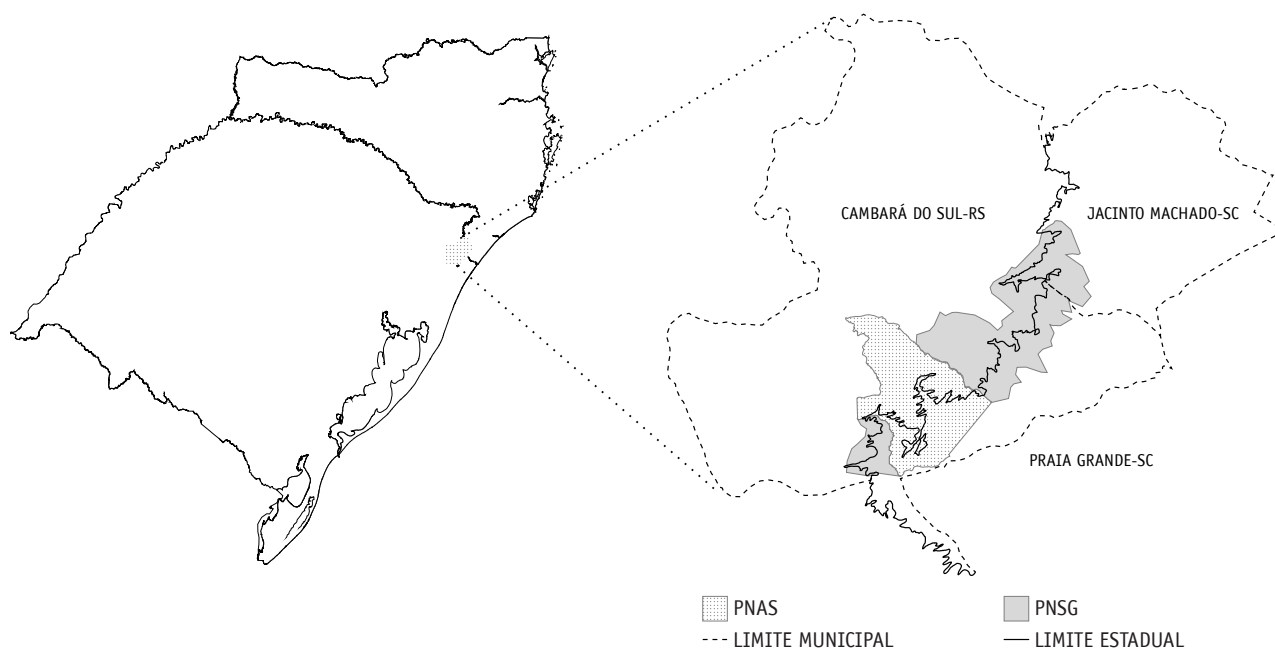 CAMBARÁ DO SUL-RS
JACINTO MACHADO-SC
PRAIA GRANDE-SC
PNAS
PNSG
LIMITE MUNICIPAL
LIMITE ESTADUAL